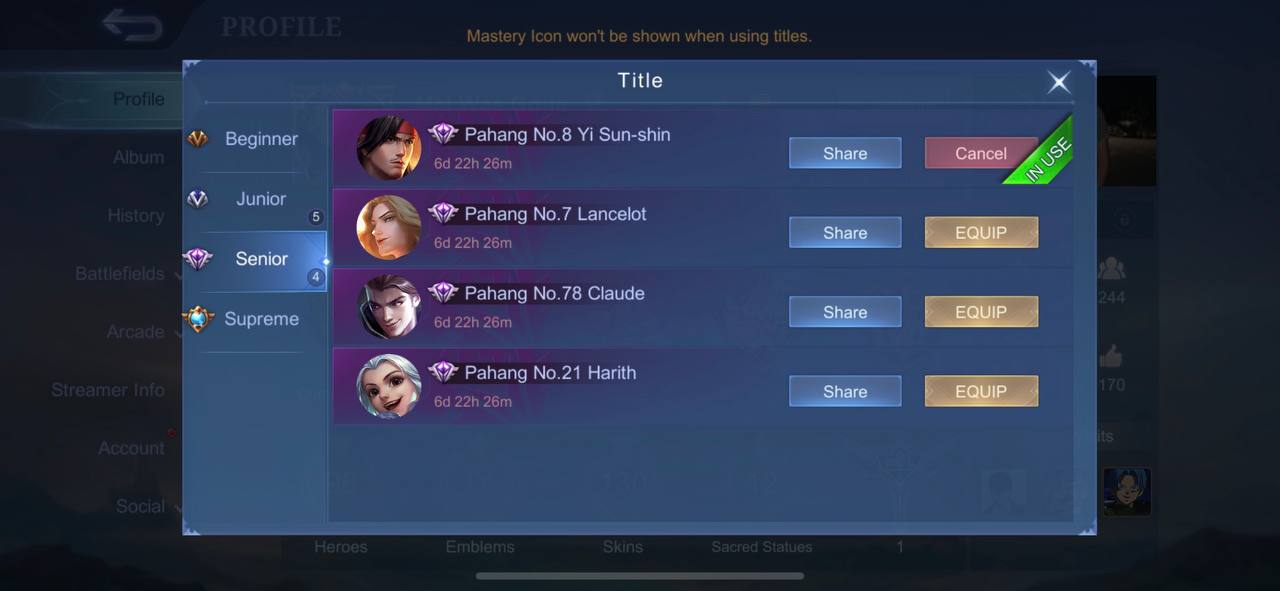 PROFILE
Mastery Icon won't be shown when using titles.
Title
Profile
Album
History
Battlefields
Arcade
Streamer Info
Account
Social
Beginner
Junior
5
Senior
4
Supreme
Pahang No.8 Yi Sun-shin
6d 22h 26m
Share
Cancel
IN USE
Pahang No.7 Lancelot
6d 22h 26m
Share
EQUIP
Pahang No.78 Claude
6d 22h 26m
Share
EQUIP
Pahang No.21 Harith
6d 22h 26m
Share
EQUIP
244
170
Heroes
Emblems
Skins
Sacred Statues
1